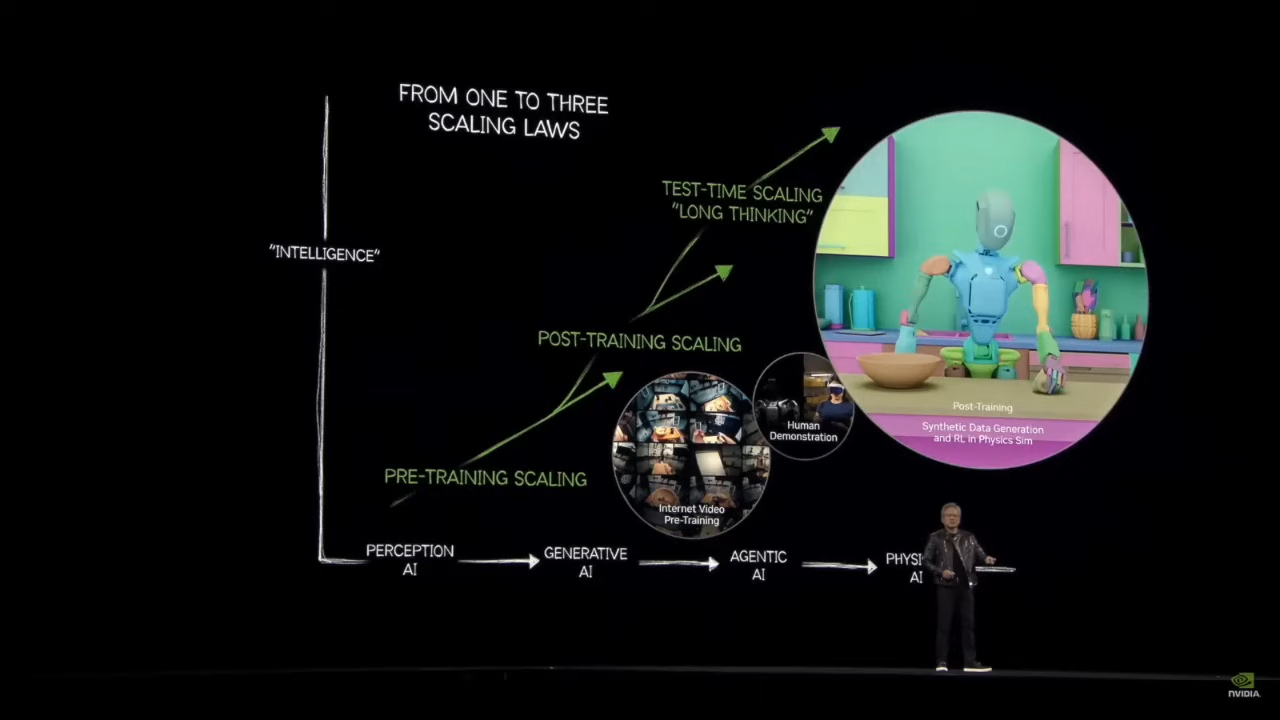 FROM ONE TO THREE
SCALING LAWS
"INTELLIGENCE"
TEST-TIME SCALING
"LONG THINKING"
POST-TRAINING SCALING
PRE-TRAINING SCALING
Internet Video
Pre-Training
Human
Demonstration
Post-Training
Synthetic Data Generation
and RL in Physics Sim
PERCEPTION
AI
GENERATIVE
AI
AGENTIC
AI
PHYSI
AI
NVIDIA